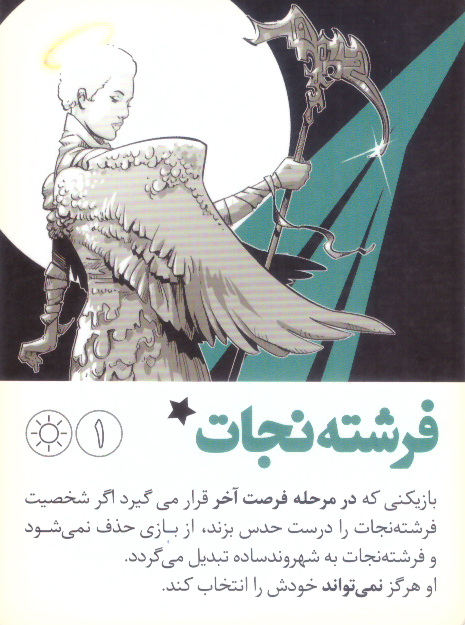 فرشته‌نجات
۱
بازیکنی که در مرحله فرصت آخر قرار می گیرد اگر شخصیت
فرشته‌نجات را درست حدس بزند، از بازی حذف نمی‌شود
و فرشته‌نجات به شهروندساده تبدیل می‌گردد.
او هرگز نمی‌تواند خودش را انتخاب کند.